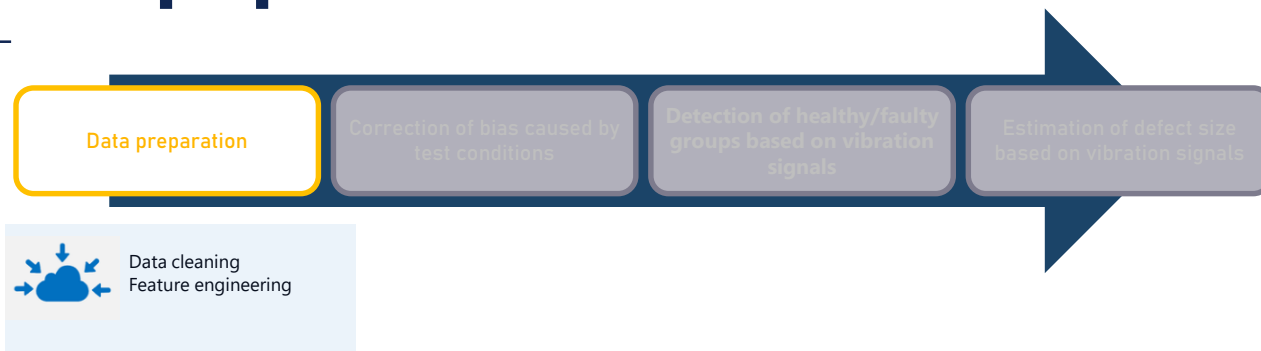 Data preparation
Correction of bias caused by
test conditions
Detection of healthy/faulty
groups based on vibration
signals
Estimation of defect size
based on vibration signals
Data cleaning
Feature engineering